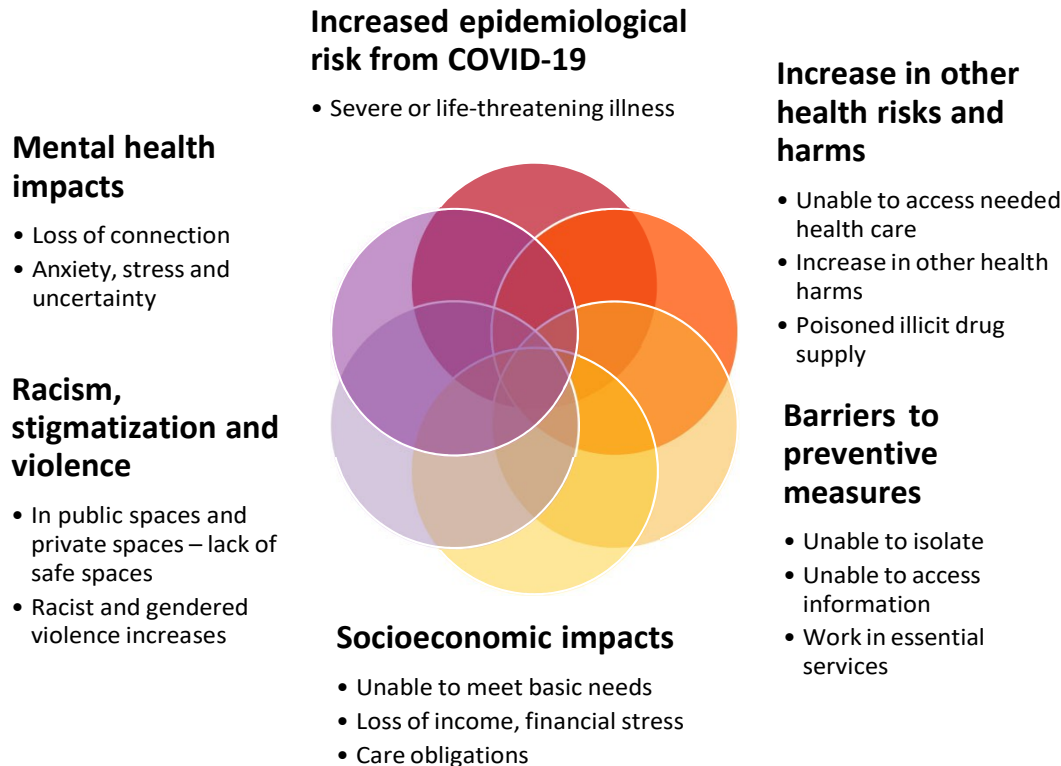 Increased epidemiological
risk from COVID-19
• Severe or life-threatening illness
Increase in other
health risks and
harms
• Unable to access needed
health care
• Increase in other health
harms
• Poisoned illicit drug
supply
Barriers to
preventive
measures
• Unable to isolate
• Unable to access
information
• Work in essential
services
Socioeconomic impacts
• Unable to meet basic needs
• Loss of income, financial stress
• Care obligations
Racism,
stigmatization and
violence
• In public spaces and
private spaces – lack of
safe spaces
• Racist and gendered
violence increases
Mental health
impacts
• Loss of connection
• Anxiety, stress and
uncertainty